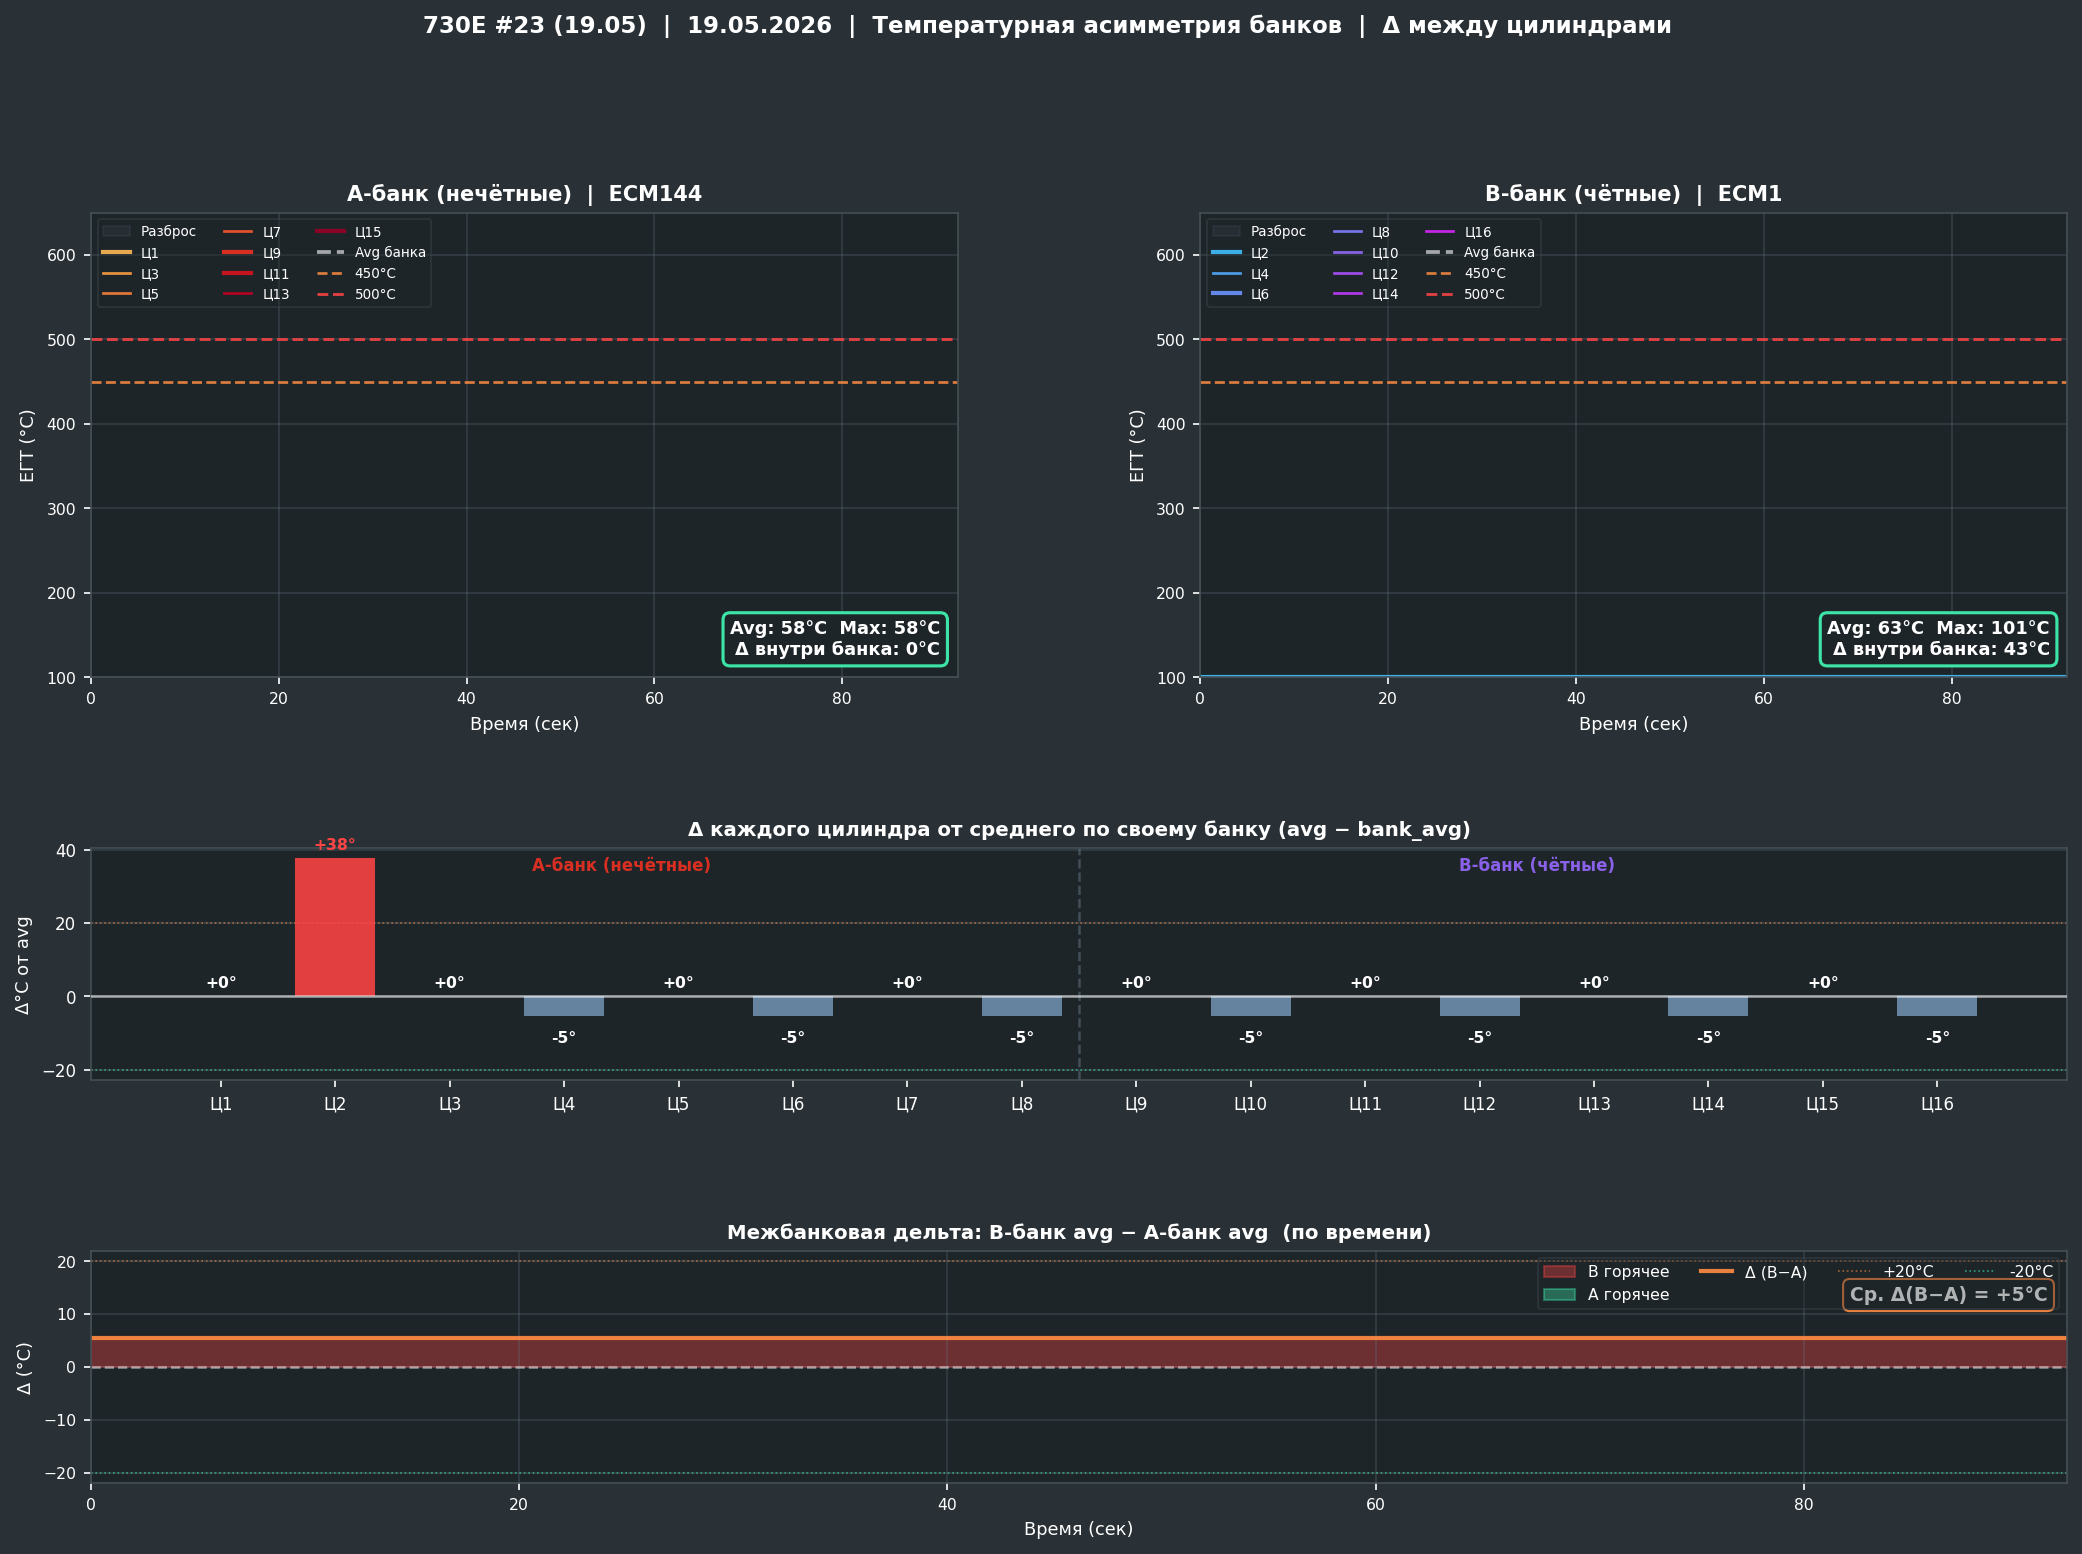 730E #23 (19.05)  |  19.05.2026  |  Температурная асимметрия банков  |  Δ между цилиндрами
А-банк (нечётные)  |  ECM144
Разброс
Ц1
Ц3
Ц5
Ц7
Ц9
Ц11
Ц13
Ц15
Avg банка
450°C
500°C
ЕГТ (°C)
600
500
400
300
200
100
Avg: 58°C  Max: 58°C
Δ внутри банка: 0°C
0
20
40
60
80
Время (сек)
В-банк (чётные)  |  ECM1
Разброс
Ц2
Ц4
Ц6
Ц8
Ц10
Ц12
Ц14
Ц16
Avg банка
450°C
500°C
ЕГТ (°C)
600
500
400
300
200
100
Avg: 63°C  Max: 101°C
Δ внутри банка: 43°C
0
20
40
60
80
Время (сек)
Δ каждого цилиндра от среднего по своему банку (avg − bank_avg)
А-банк (нечётные)
В-банк (чётные)
Δ°C от avg
40
20
0
−20
+0°
+38°
+0°
-5°
+0°
-5°
+0°
-5°
+0°
-5°
+0°
-5°
+0°
-5°
+0°
-5°
Ц1
Ц2
Ц3
Ц4
Ц5
Ц6
Ц7
Ц8
Ц9
Ц10
Ц11
Ц12
Ц13
Ц14
Ц15
Ц16
Межбанковая дельта: В-банк avg − А-банк avg  (по времени)
В горячее
А горячее
Δ (В−А)
+20°C
-20°C
Ср. Δ(В−А) = +5°C
Δ (°C)
20
10
0
−10
−20
0
20
40
60
80
Время (сек)